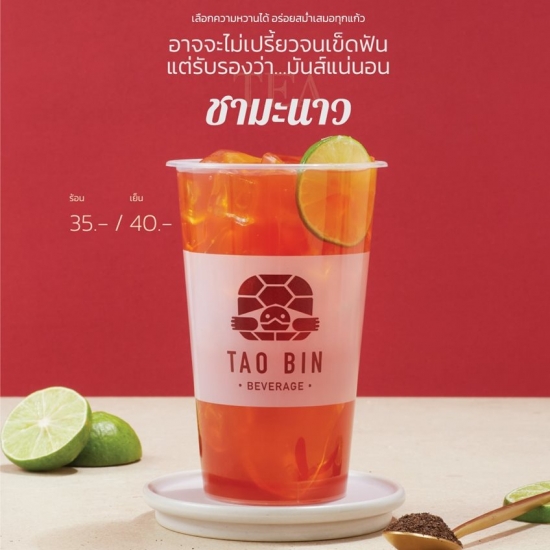 เลือกความหวานได้ อร่อยสม่ำเสมอทุกแก้ว
อาจจะไม่เปรี้ยวจนเข็ดฟัน
แต่รับรองว่า...มันส์แน่นอน
TEA
ชามะนาว
ร้อน เย็น
35.- / 40.-
TAO BIN
• BEVERAGE •